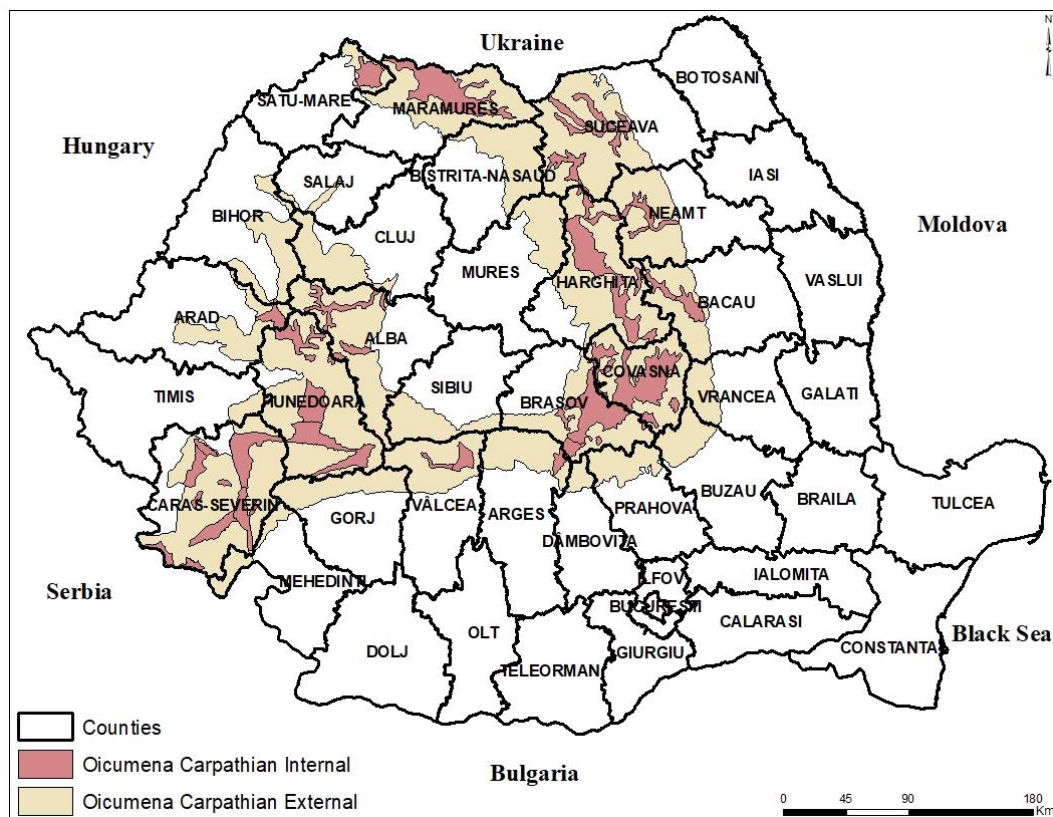 N
Ukraine
BOTOSANI
SATU-MARE
MARAMURES
SUCEAVA
Hungary
IASI
SALAJ
BISTRITA-NASAUD
NEAMT
BIHOR
Moldova
CLUJ
MURES
HARGHITA
VASLUI
BACAU
ARAD
ALBA
COVASNA
SIBIU
BRASOV
VRANCEA
GALATI
TIMIS
HUNEDOARA
BUZAU
BRAILA
TULCEA
CARAS-SEVERIN
GORJ
VÂLCEA
ARGES
PRAHOVA
DAMBOVITA
Serbia
MEHEDINTI
ILFOV
IALOMITA
BUCURESTI
CALARASI
Black Sea
DOLJ
OLT
GIURGIU
CONSTANTA
TELEORMAN
Counties
Oicumena Carpathian Internal
Oicumena Carpathian External
Bulgaria
0 45 90 180
Km